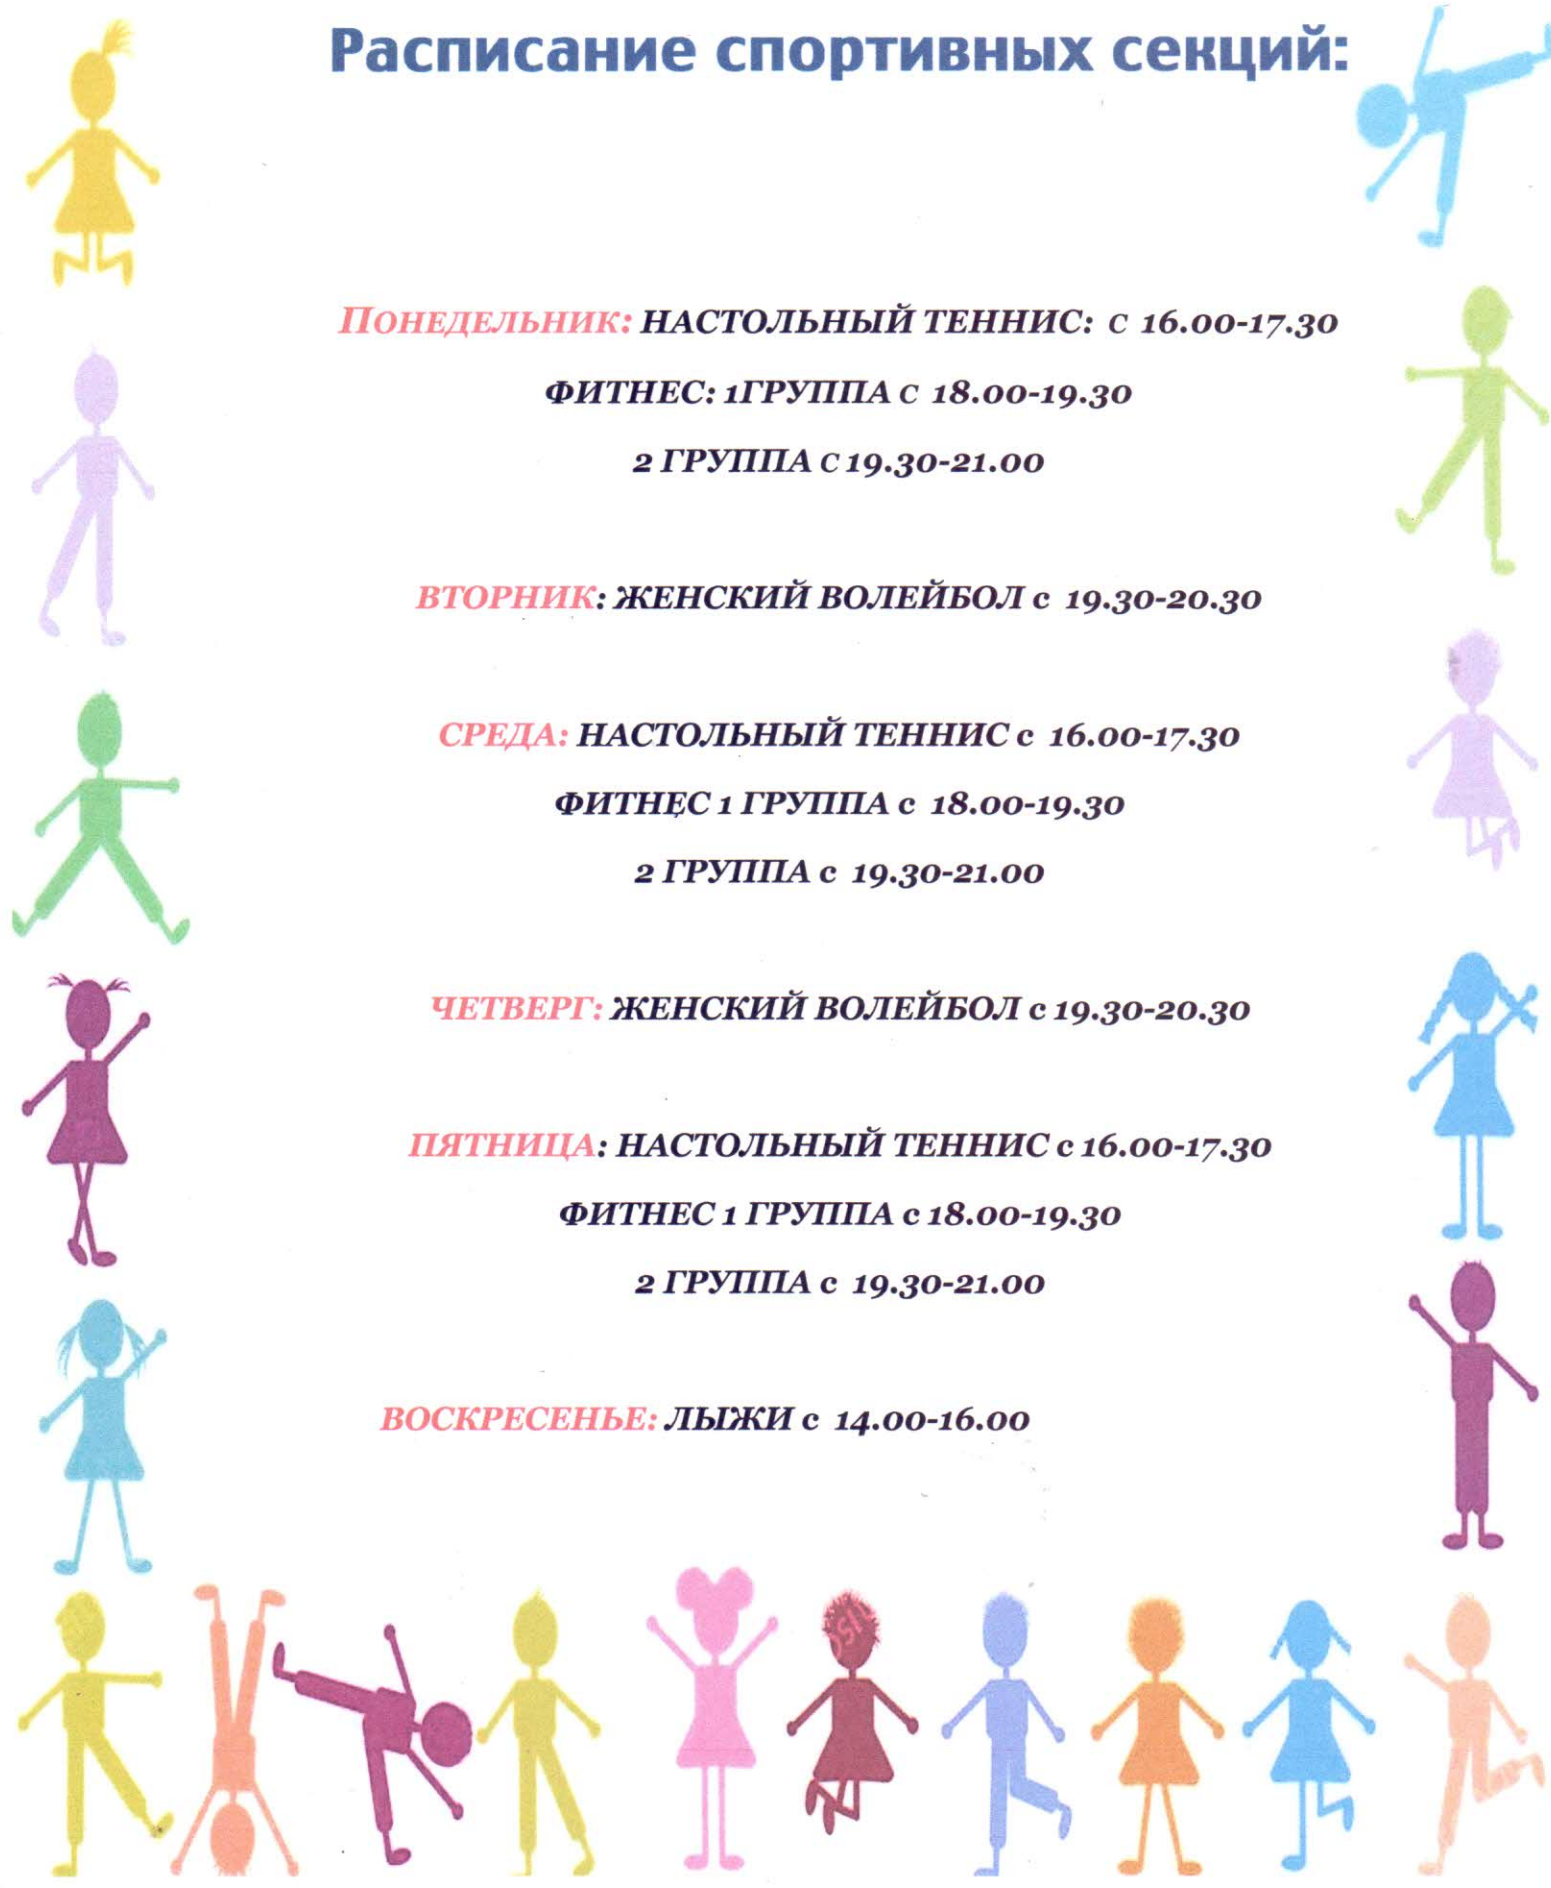 Расписание спортивных секций:
ПОНЕДЕЛЬНИК: НАСТОЛЬНЫЙ ТЕННИС: С 16.00-17.30
ФИТНЕС: 1ГРУППА С 18.00-19.30
2 ГРУППА С 19.30-21.00
ВТОРНИК: ЖЕНСКИЙ ВОЛЕЙБОЛ с 19.30-20.30
СРЕДА: НАСТОЛЬНЫЙ ТЕННИС с 16.00-17.30
ФИТНЕС 1 ГРУППА с 18.00-19.30
2 ГРУППА с 19.30-21.00
ЧЕТВЕРГ: ЖЕНСКИЙ ВОЛЕЙБОЛ с 19.30-20.30
ПЯТНИЦА: НАСТОЛЬНЫЙ ТЕННИС с 16.00-17.30
ФИТНЕС 1 ГРУППА с 18.00-19.30
2 ГРУППА с 19.30-21.00
ВОСКРЕСЕНЬЕ: ЛЫЖИ с 14.00-16.00